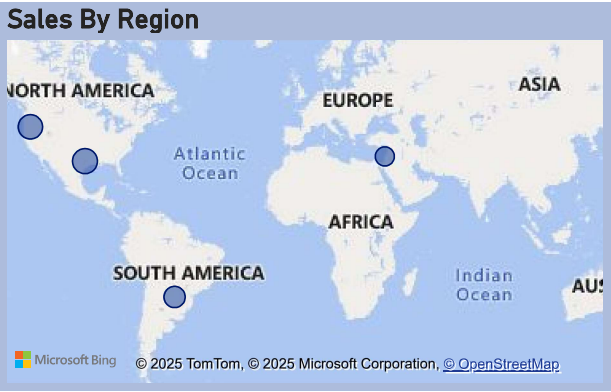 Sales By Region
NORTH AMERICA
EUROPE
ASIA
Atlantic
Ocean
AFRICA
SOUTH AMERICA
Indian
Ocean
AUS
Microsoft Bing
© 2025 TomTom, © 2025 Microsoft Corporation, © OpenStreetMap